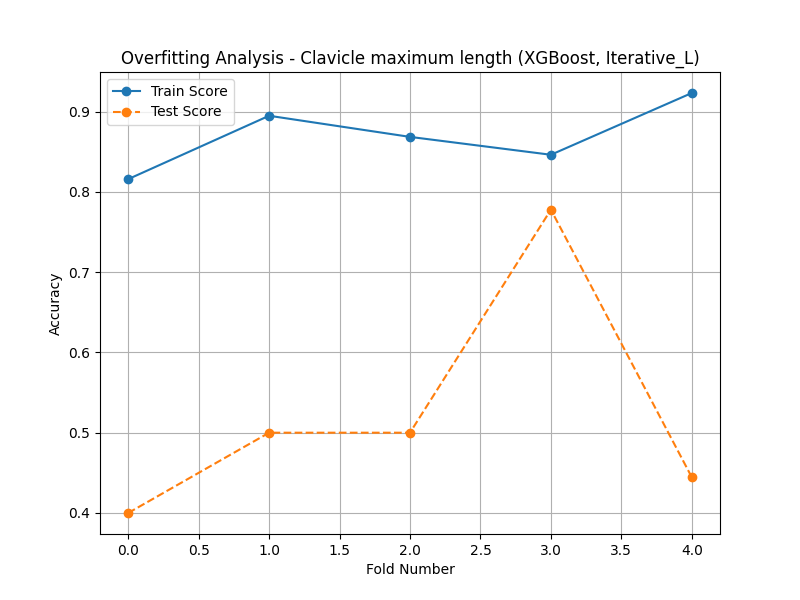 Overfitting Analysis - Clavicle maximum length (XGBoost, Iterative_L)
Train Score
Test Score
Accuracy
0.9
0.8
0.7
0.6
0.5
0.4
0.0 0.5 1.0 1.5 2.0 2.5 3.0 3.5 4.0
Fold Number